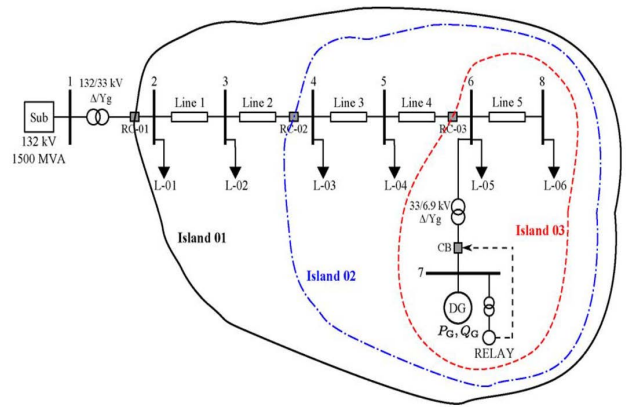 132/33 kV
Δ/Yg
1 2 3 4 5 6 8
Sub
132 kV
1500 MVA
RC-01
Line 1
Line 2
RC-02
Line 3
Line 4
RC-03
Line 5
L-01
L-02
L-03
L-04
L-05
L-06
33/6.9 kV
Δ/Yg
Island 01
Island 02
Island 03
CB
7
DG
PG, QG
RELAY